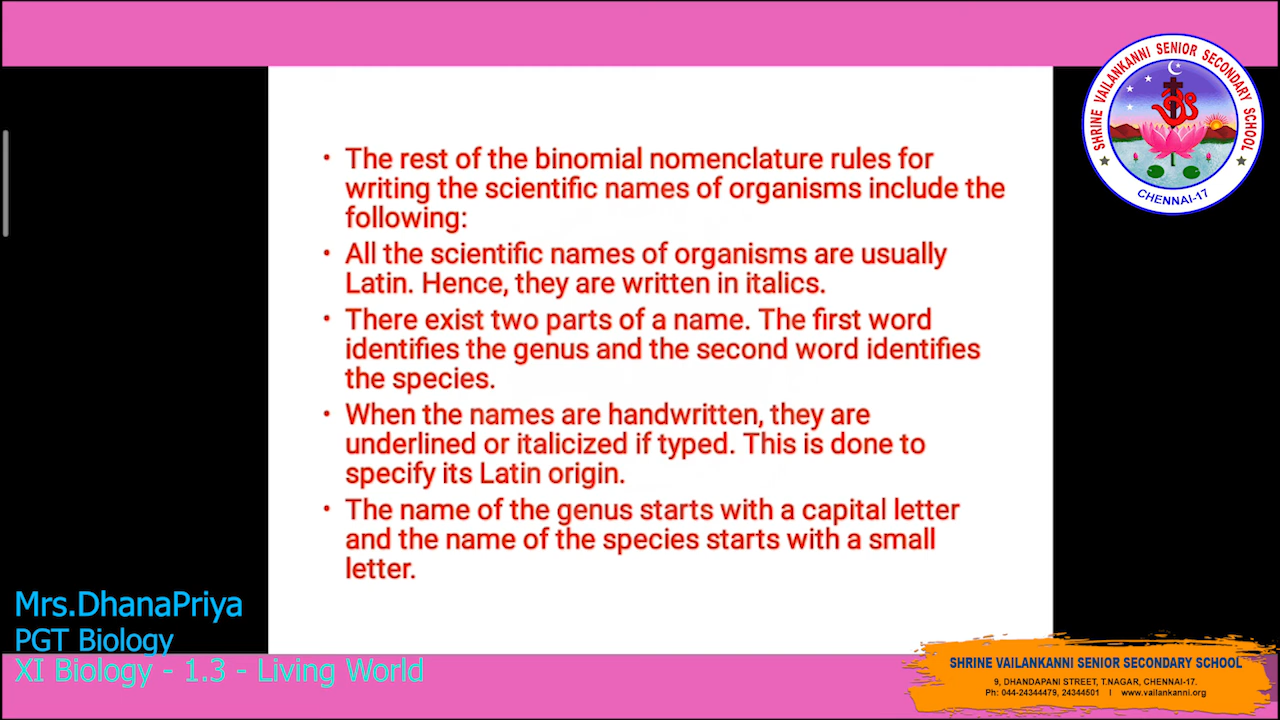 SHRINE VAILANKANNI SENIOR SECONDARY SCHOOL
CHENNAI-17
• The rest of the binomial nomenclature rules for
writing the scientific names of organisms include the
following:
• All the scientific names of organisms are usually
Latin. Hence, they are written in italics.
• There exist two parts of a name. The first word
identifies the genus and the second word identifies
the species.
• When the names are handwritten, they are
underlined or italicized if typed. This is done to
specify its Latin origin.
• The name of the genus starts with a capital letter
and the name of the species starts with a small
letter.
Mrs.DhanaPriya
PGT Biology
XI Biology - 1.3 - Living World
SHRINE VAILANKANNI SENIOR SECONDARY SCHOOL
9, DHANDAPANI STREET, T.NAGAR, CHENNAI-17.
Ph: 044-24344479, 24344501 I www.vailankanni.org